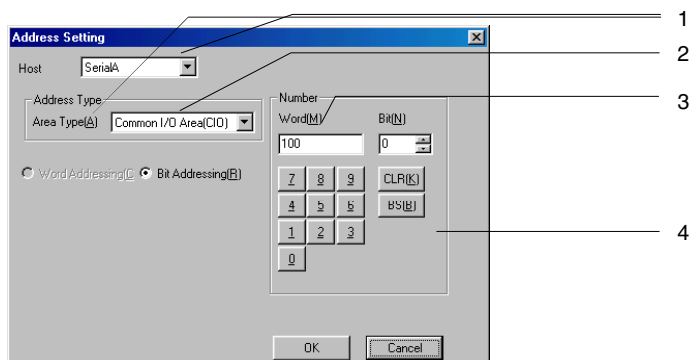 Address Setting
1
Host SerialA
2
Address Type
Area Type(A) Common I/O Area(CIO)
Number
Word(M) Bit(N)
3
100 0
Word Addressing(C Bit Addressing(R)
7 8 9 CLR(K)
4 5 6 BS(B)
1 2 3
4
0
OK Cancel